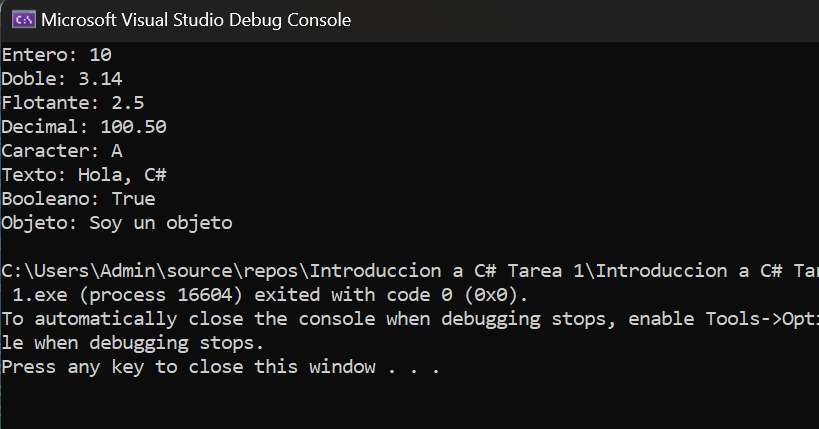 Microsoft Visual Studio Debug Console
Entero: 10
Doble: 3.14
Flotante: 2.5
Decimal: 100.50
Caracter: A
Texto: Hola, C#
Booleano: True
Objeto: Soy un objeto
C:\Users\Admin\source\repos\Introduccion a C# Tarea 1\Introduccion a C# Tar
1.exe (process 16604) exited with code 0 (0x0).
To automatically close the console when debugging stops, enable Tools->Opti
le when debugging stops.
Press any key to close this window . . .